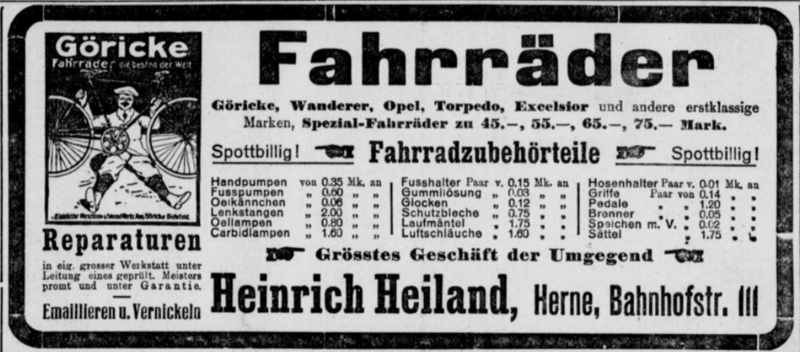 Göricke
Fahrräder die besten der Welt
Fahrräder
Göricke, Wanderer, Opel, Torpedo, Excelsior und andere erstklassige
Marken, Spezial-Fahrräder zu 45.—, 55.—, 65.—, 75.— Mark.
Spottbillig! Fahrradzubehörteile Spottbillig!
Handpumpen von 0.35 Mk. an
Fusspumpen „ 0.60 „ „
Oelkännchen „ 0.06 „ „
Lenkstangen „ 2.00 „ „
Oellampen „ 0.80 „ „
Carbidlampen „ 1.60 „ „
Fusshalter Paar v. 0.15 Mk. an
Gummilösung „ 0.03 „ „
Glocken „ 0.12 „ „
Schutzbleche „ 0.75 „ „
Laufmäntel „ 1.75 „ „
Luftschläuche „ 1.60 „ „
Hosenhalter Paar v. 0.01 Mk. an
Griffe Paar von 0.14 „ „
Pedale „ 1.20 „ „
Brenner „ 0.05 „ „
Speichen m. V. „ 0.02 „ „
Sättel „ 1.75 „ „
Grösstes Geschäft der Umgegend
Reparaturen
in eig. grosser Werkstatt unter
Leitung eines geprüft. Meisters
promt und unter Garantie.
Emaillieren u. Vernickeln
Heinrich Heiland, Herne, Bahnhofstr. 111